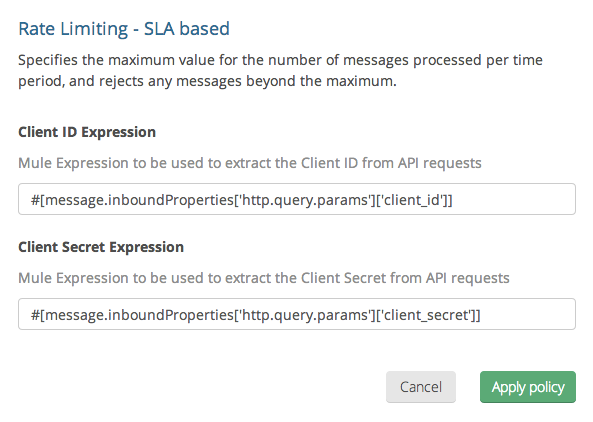 Rate Limiting - SLA based
Specifies the maximum value for the number of messages processed per time
period, and rejects any messages beyond the maximum.
Client ID Expression
Mule Expression to be used to extract the Client ID from API requests
#[message.inboundProperties['http.query.params']['client_id']]
Client Secret Expression
Mule Expression to be used to extract the Client Secret from API requests
#[message.inboundProperties['http.query.params']['client_secret']]
Cancel
Apply policy